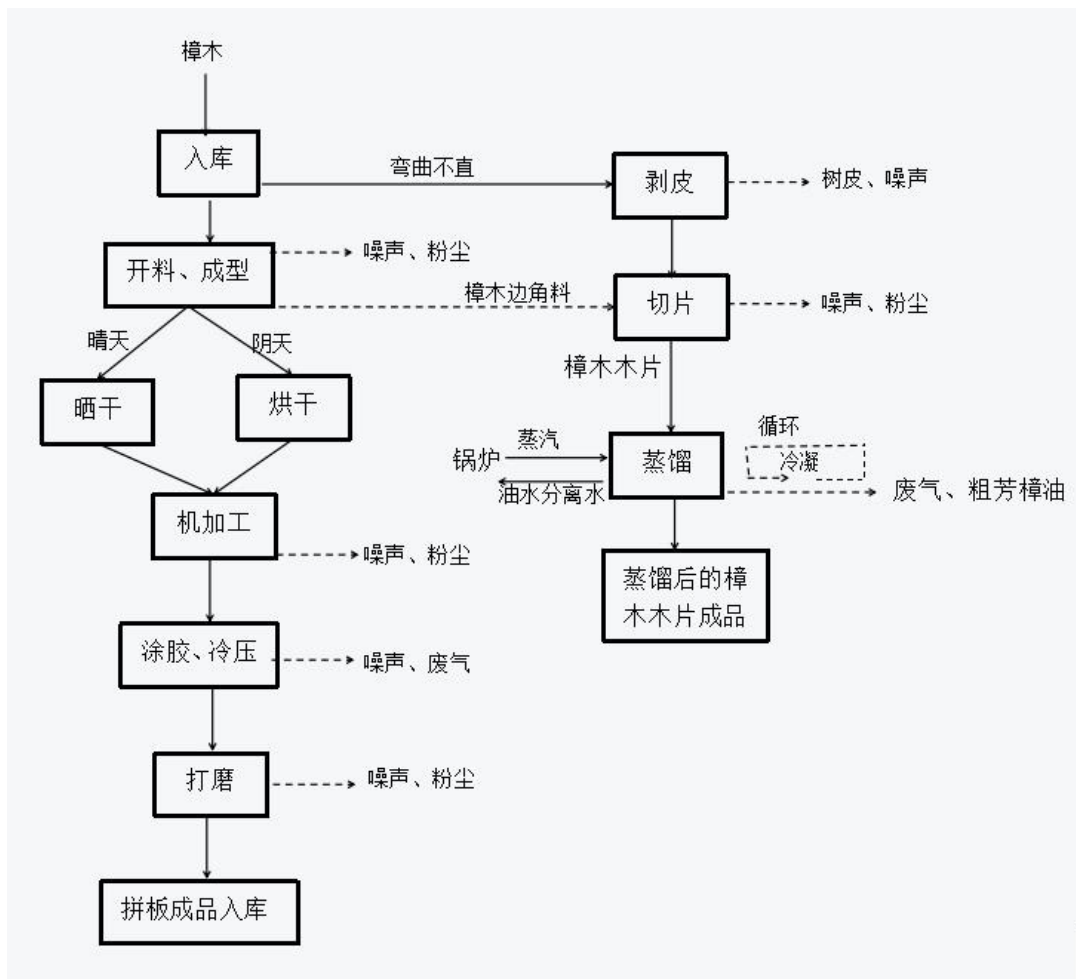 樟木
入库
弯曲不直
剥皮
树皮、噪声
开料、成型
噪声、粉尘
樟木边角料
切片
噪声、粉尘
晴天
阴天
樟木木片
晒干
烘干
循环
锅炉
蒸汽
蒸馏
冷凝
油水分离水
废气、粗芳樟油
机加工
噪声、粉尘
蒸馏后的樟
木木片成品
涂胶、冷压
噪声、废气
打磨
噪声、粉尘
拼板成品入库